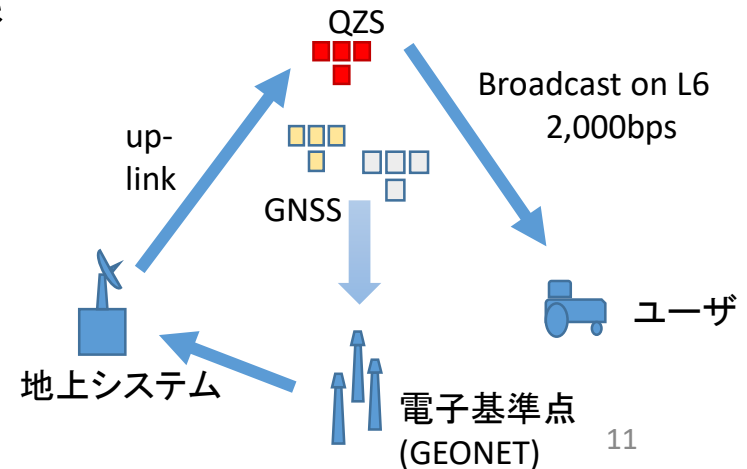 QZS
Broadcast on L6
2,000bps
up-
link
GNSS
ユーザ
地上システム
電子基準点
(GEONET)
11